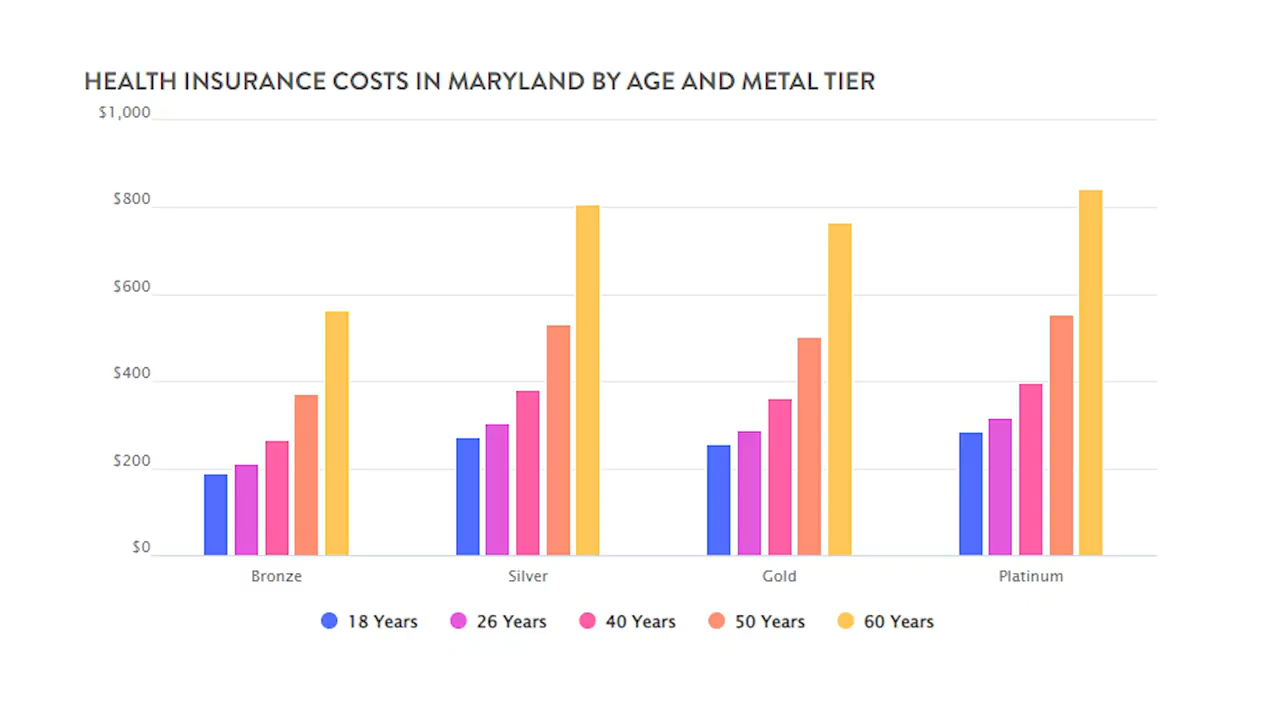 HEALTH INSURANCE COSTS IN MARYLAND BY AGE AND METAL TIER
$1,000
$800
$600
$400
$200
$0
Bronze Silver Gold Platinum
18 Years 26 Years 40 Years 50 Years 60 Years